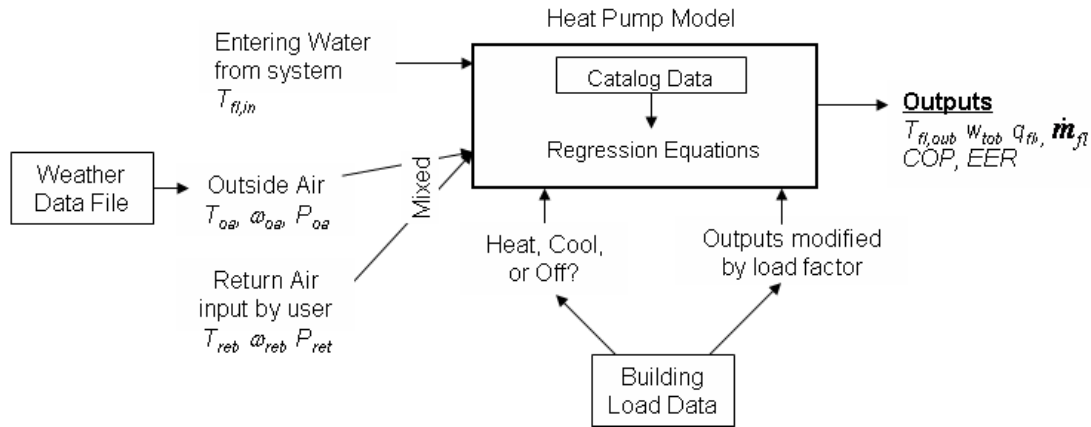 Heat Pump Model
Entering Water
from system
T_fl,in
Catalog Data
Regression Equations
Outputs
T_fl,out, w_tot, q_fl, ṁ_fl
COP, EER
Weather
Data File
Outside Air
T_oa, ω_oa, P_oa
Mixed
Return Air
input by user
T_ret, ω_ret, P_ret
Heat, Cool,
or Off?
Outputs modified
by load factor
Building
Load Data